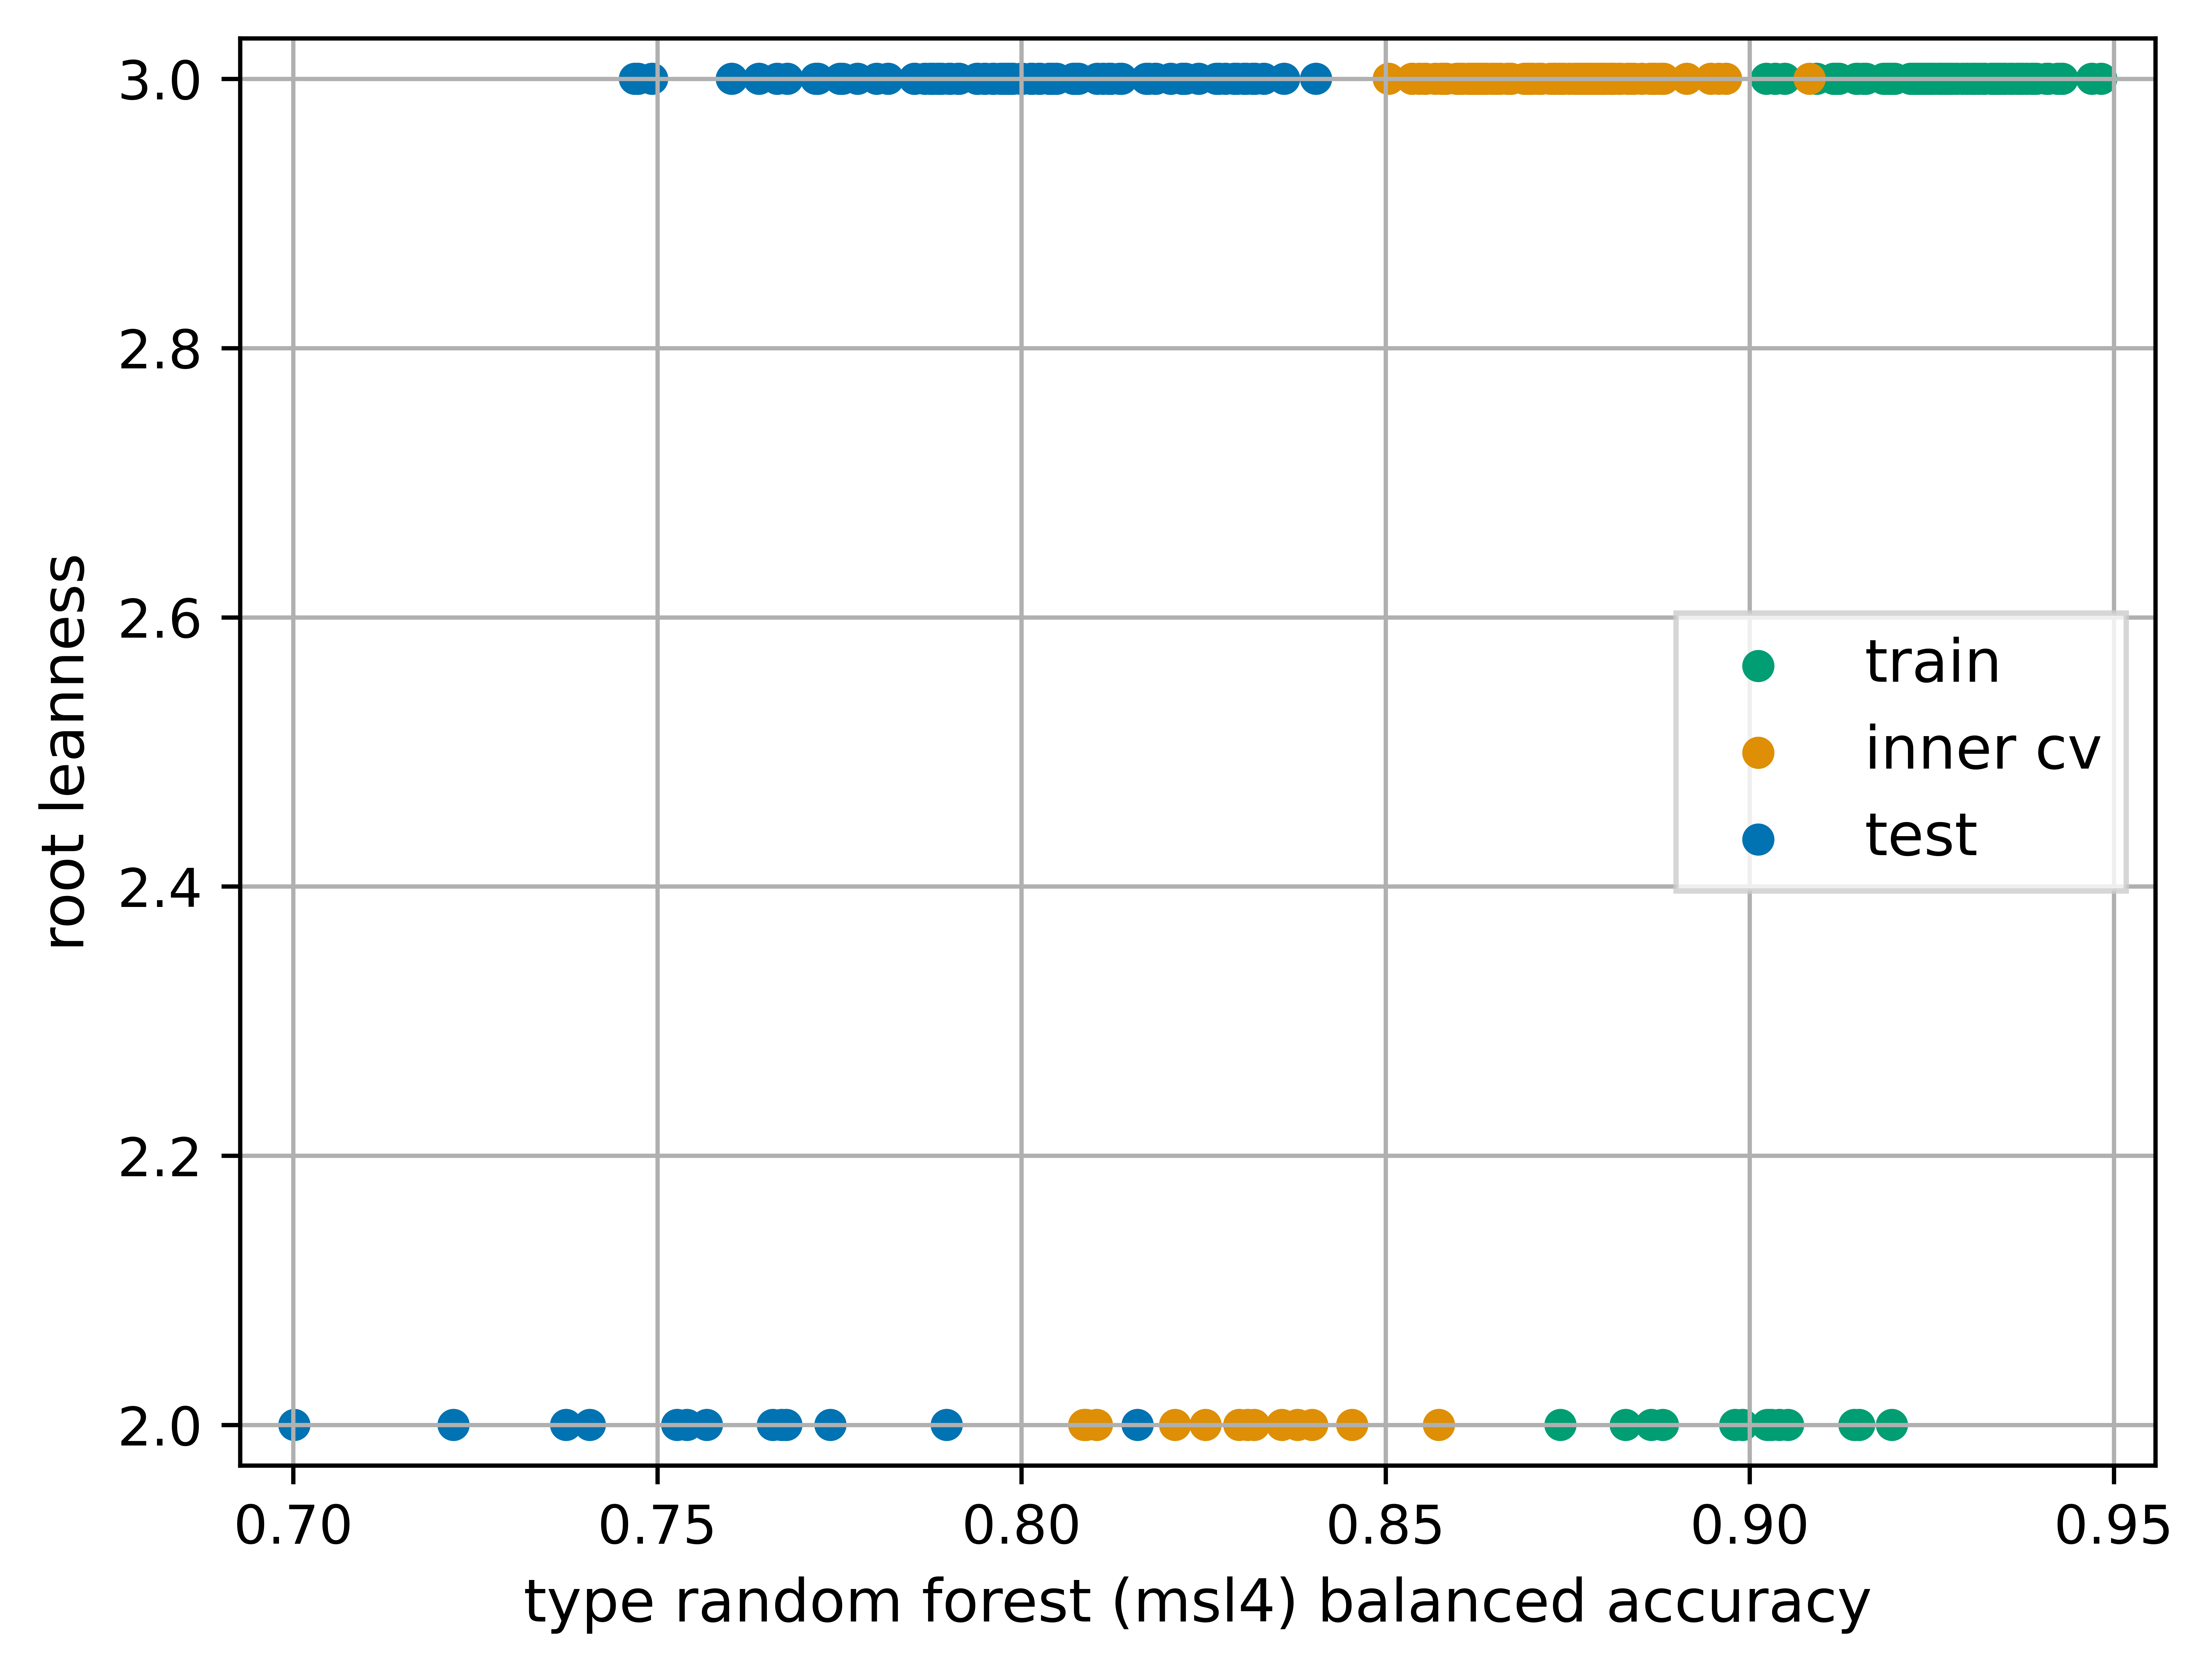 3.0
2.8
2.6
2.4
2.2
2.0
root leanness
train
inner cv
test
0.70 0.75 0.80 0.85 0.90 0.95
type random forest (msl4) balanced accuracy